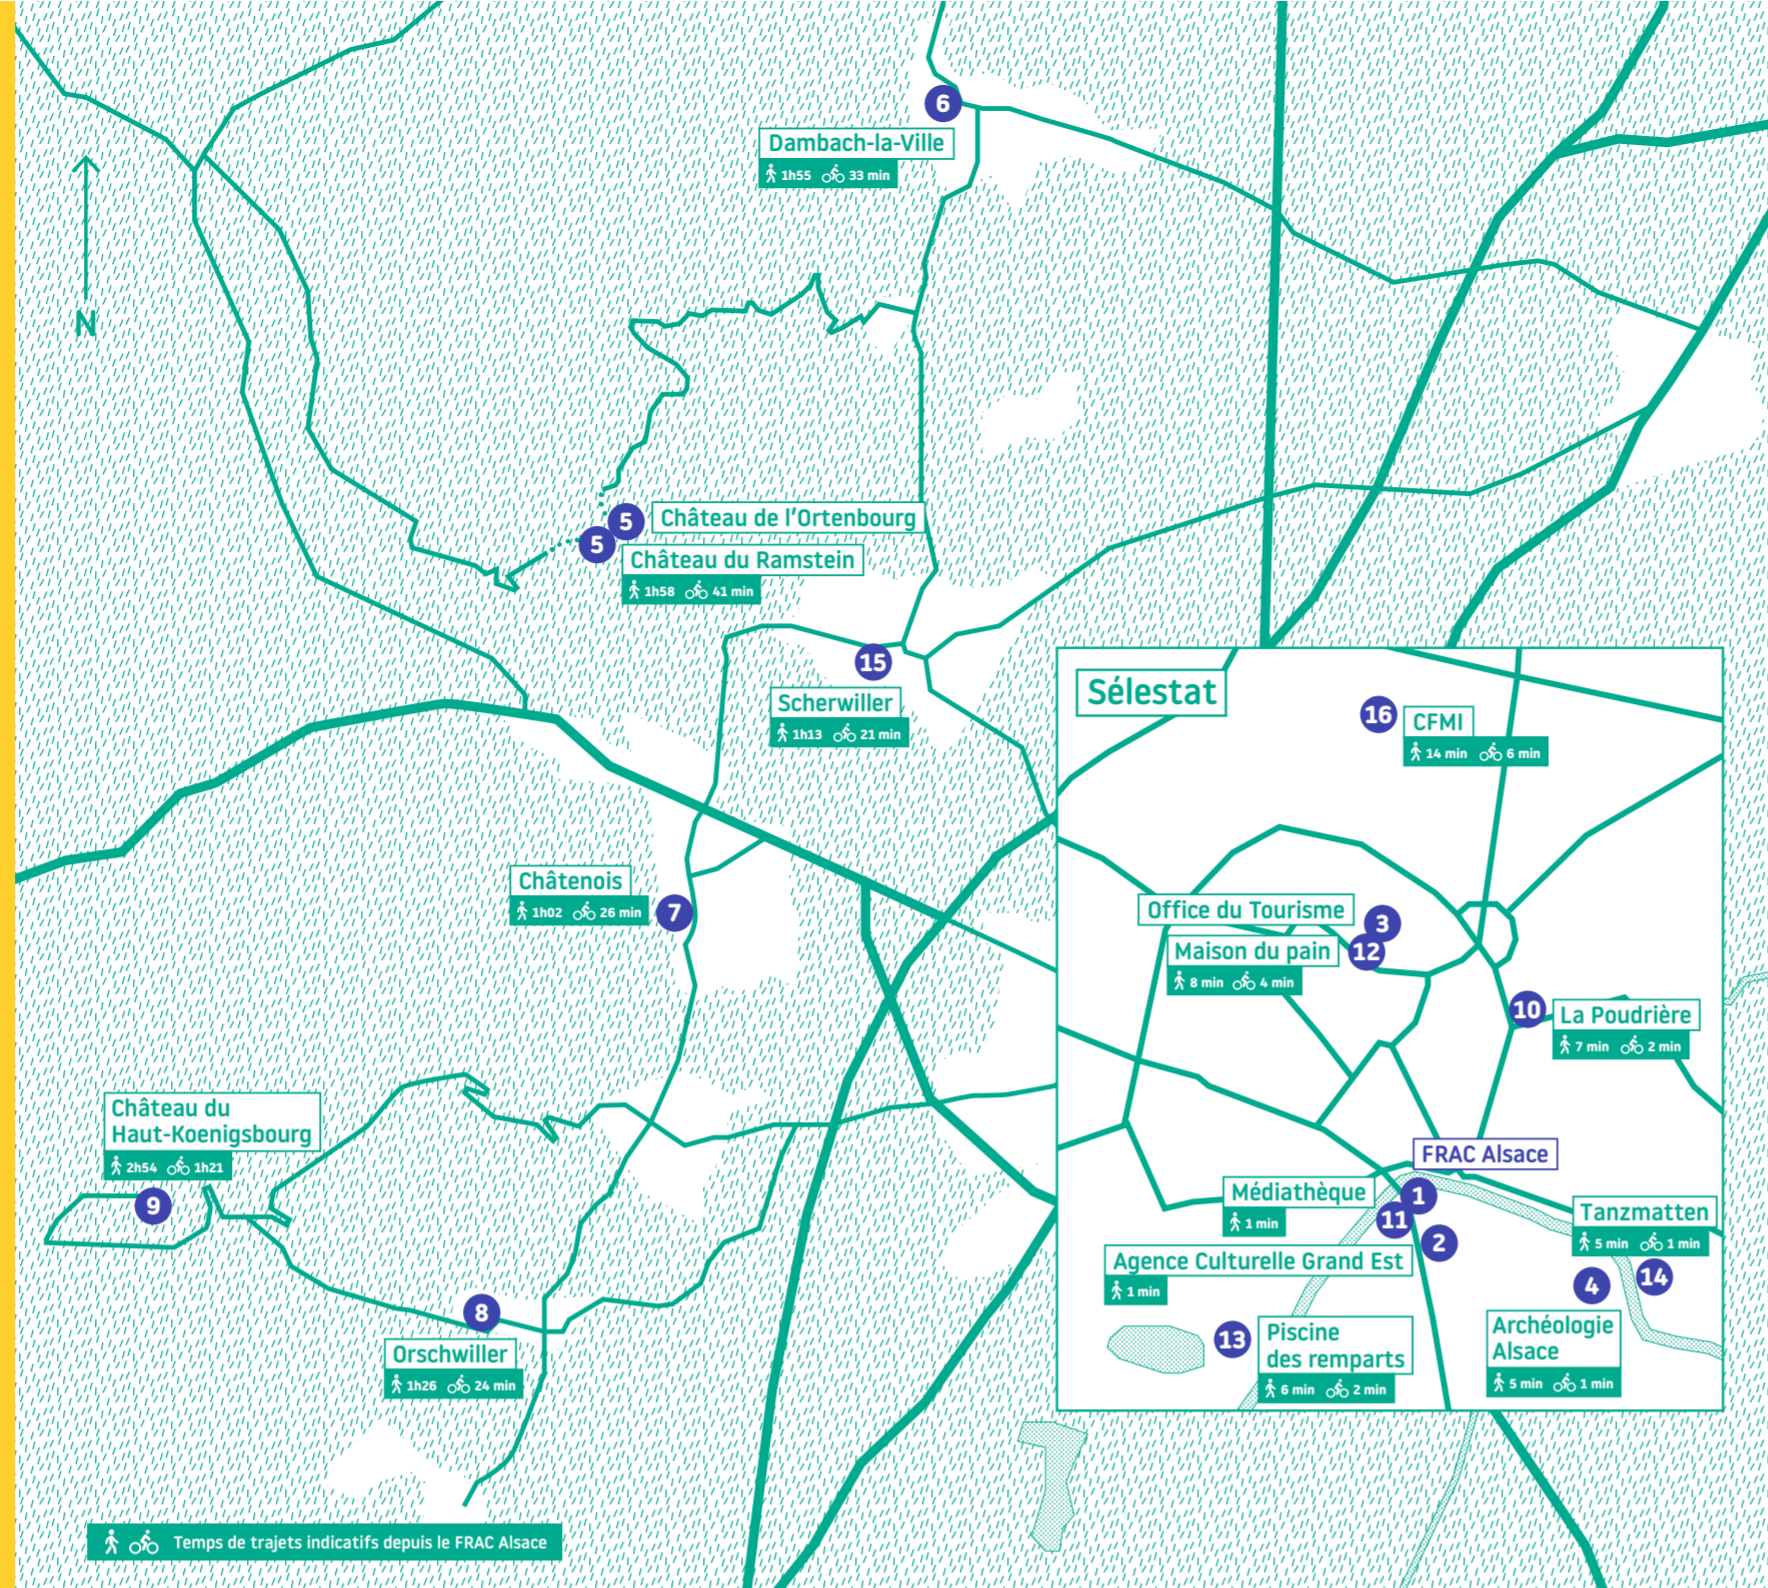 6
Dambach-la-Ville
1h55 33 min
N
5
Château de l'Ortenbourg
5
Château du Ramstein
1h58 41 min
15
Scherwiller
1h13 21 min
Sélestat
16
CFMI
14 min 6 min
Châtenois
1h02 26 min
7
Office du Tourisme
3
Maison du pain
12
8 min 4 min
10
La Poudrière
7 min 2 min
Château du
Haut-Koenigsbourg
2h54 1h21
9
FRAC Alsace
Médiathèque
1
1 min
11
2
Tanzmatten
5 min 1 min
Agence Culturelle Grand Est
1 min
4
14
8
Orschwiller
1h26 24 min
13
Piscine
des remparts
6 min 2 min
Archéologie
Alsace
5 min 1 min
Temps de trajets indicatifs depuis le FRAC Alsace